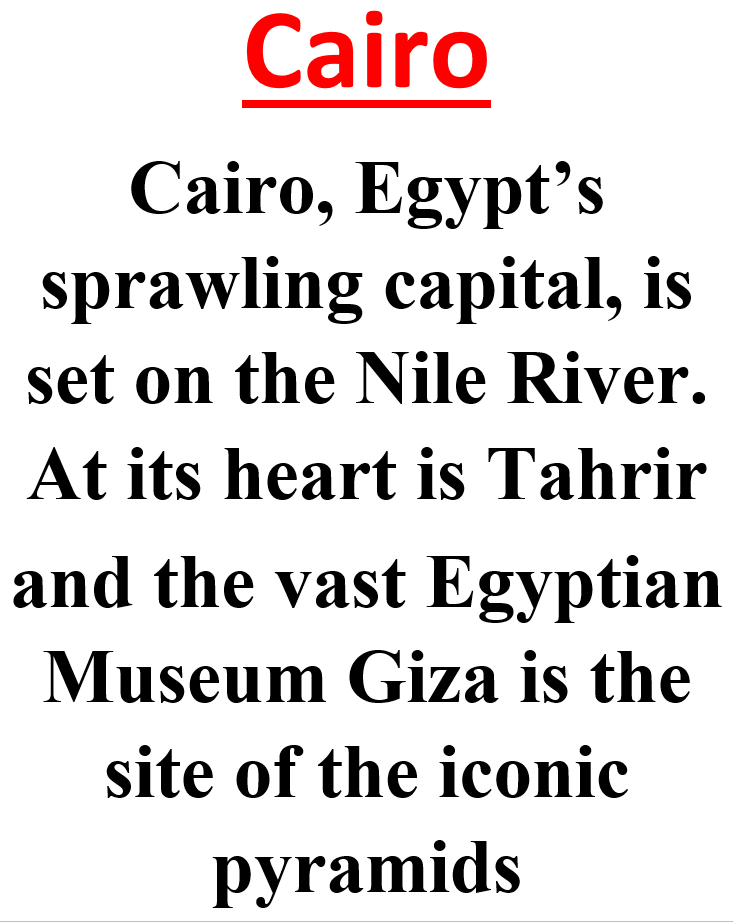 Cairo
Cairo, Egypt’s
sprawling capital, is
set on the Nile River.
At its heart is Tahrir
and the vast Egyptian
Museum Giza is the
site of the iconic
pyramids